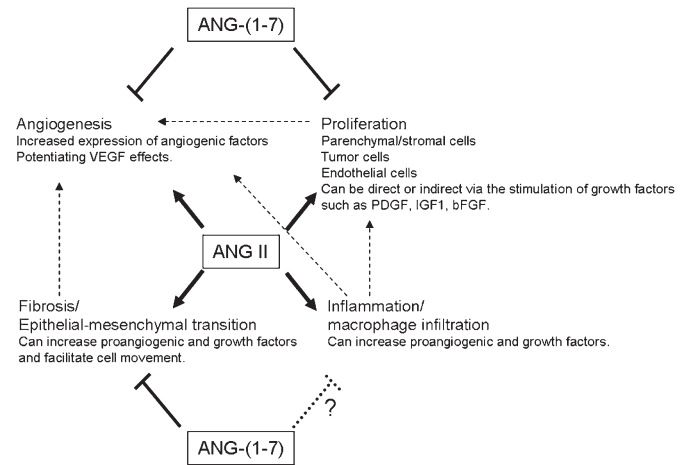 ANG-(1-7)
Angiogenesis
Increased expression of angiogenic factors
Potentiating VEGF effects.
Proliferation
Parenchymal/stromal cells
Tumor cells
Endothelial cells
Can be direct or indirect via the stimulation of growth factors
such as PDGF, IGF1, bFGF.
ANG II
Fibrosis/
Epithelial-mesenchymal transition
Can increase proangiogenic and growth factors
and facilitate cell movement.
Inflammation/
macrophage infiltration
Can increase proangiogenic and growth factors.
?
ANG-(1-7)